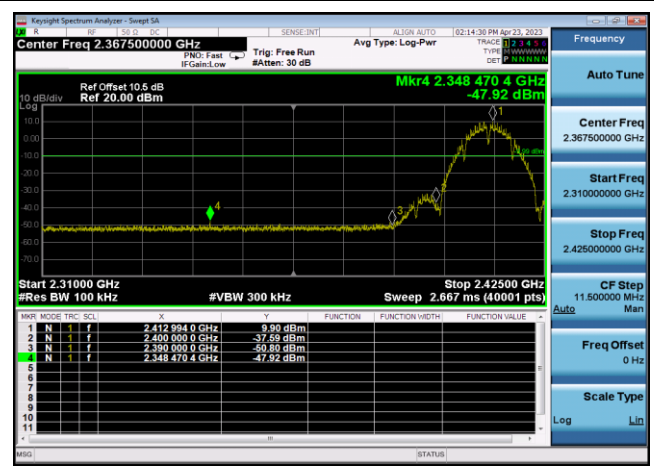 Keysight Spectrum Analyzer - Swept SA
R RF 50 Ω DC SENSE:INT ALIGN AUTO 02:14:30 PM Apr 23, 2023
Center Freq 2.367500000 GHz
PNO: Fast
IFGain:Low
Trig: Free Run
#Atten: 30 dB
Avg Type: Log-Pwr
TRACE 1 2 3 4 5 6
TYPE M W W W W W
DET P N N N N N
Ref Offset 10.5 dB
Ref 20.00 dBm
Mkr4 2.348 470 4 GHz
-47.92 dBm
10 dB/div
Log
10.0
0.00
-10.0
-20.0
-30.0
-40.0
-50.0
-60.0
-70.0
1
2
3
4
Start 2.31000 GHz
Stop 2.42500 GHz
#Res BW 100 kHz
#VBW 300 kHz
Sweep 2.667 ms (40001 pts)
MKR MODE TRC SCL X Y FUNCTION FUNCTION WIDTH FUNCTION VALUE
1 N 1 f 2.412 994 0 GHz 9.90 dBm
2 N 1 f 2.400 000 0 GHz -37.59 dBm
3 N 1 f 2.390 000 0 GHz -50.80 dBm
4 N 1 f 2.348 470 4 GHz -47.92 dBm
5
6
7
8
9
10
11
MSG
STATUS
Frequency
Auto Tune
Center Freq
2.367500000 GHz
Start Freq
2.310000000 GHz
Stop Freq
2.425000000 GHz
CF Step
11.500000 MHz
Auto Man
Freq Offset
0 Hz
Scale Type
Log Lin